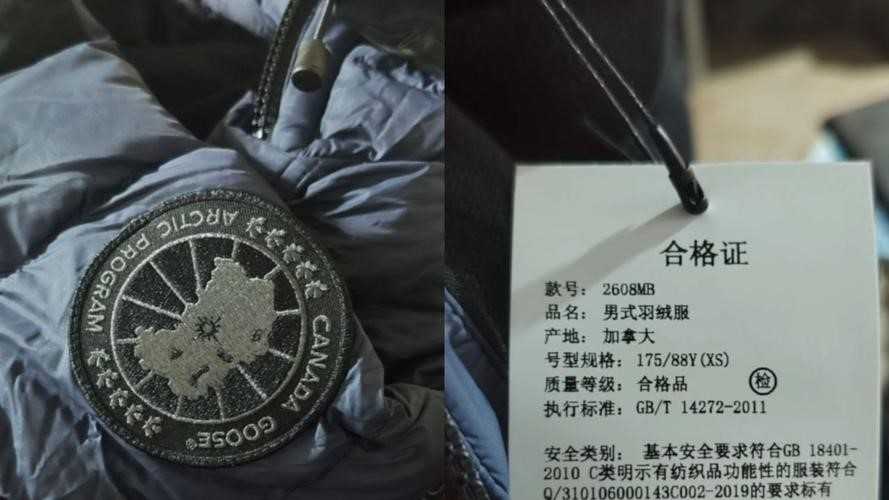 ARCTIC PROGRAM
CANADA GOOSE®
合格证
款号： 2608MB
品名： 男式羽绒服
产地： 加拿大
号型规格： 175/88Y(XS)
质量等级： 合格品 检
执行标准： GB/T 14272-2011
安全类别： 基本安全要求符合GB 18401-
2010 C类明示有纺织品功能性的服装符合
Q/310106000143C002-2019的要求标有